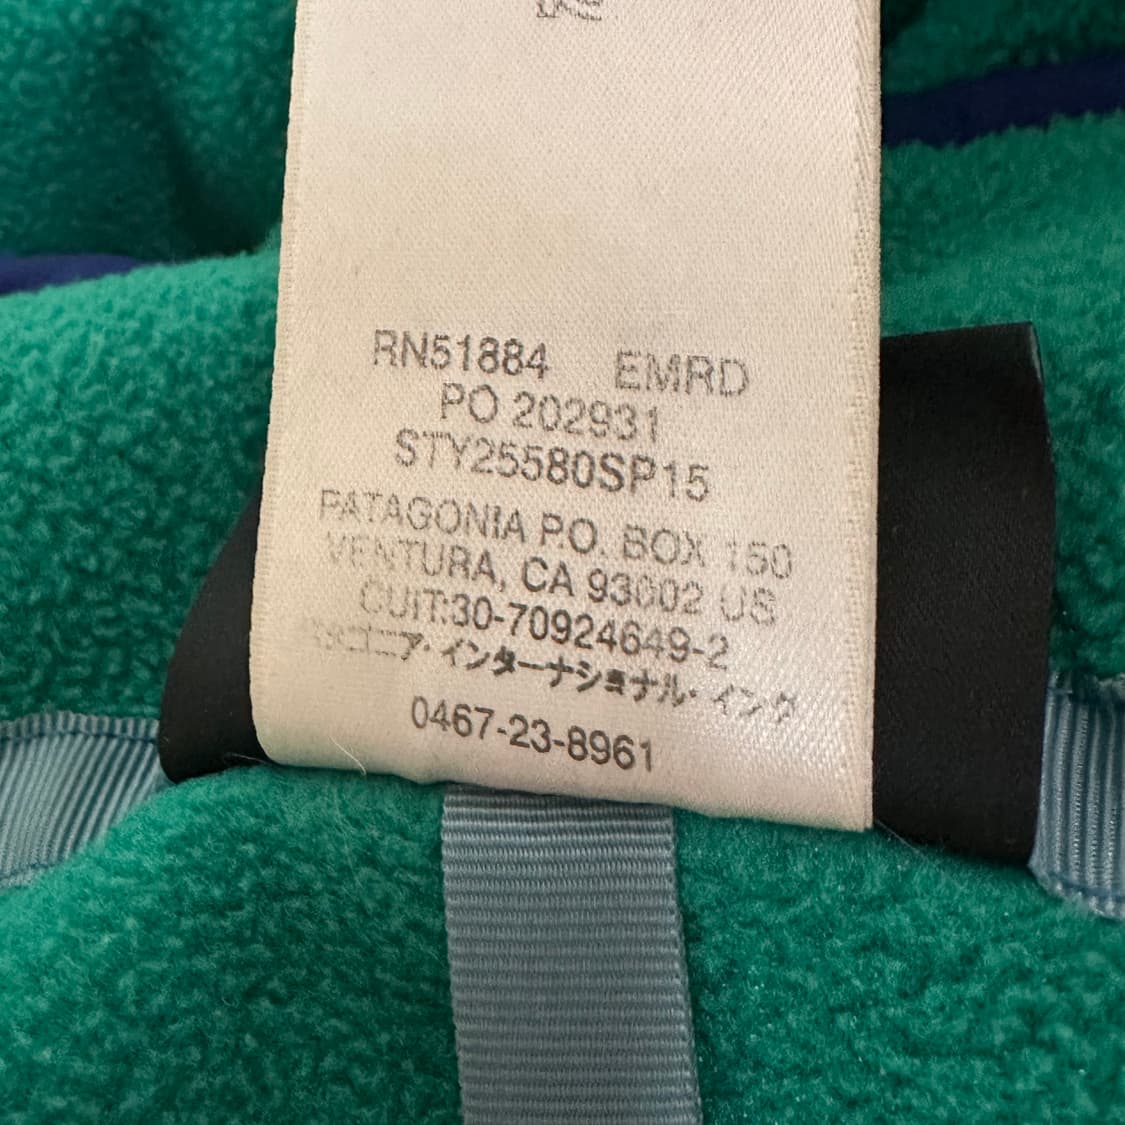 RN51884 EMRD
PO 202931
STY25580SP15
PATAGONIA P.O. BOX 150
VENTURA, CA 93002 US
CUIT:30-70924649-2
パタゴニア・インターナショナル・インク
0467-23-8961